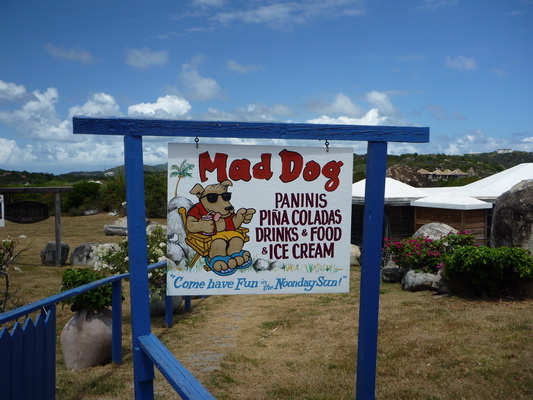 Mad Dog
PANINIS
PIÑA COLADAS
DRINKS & FOOD
& ICE CREAM
"Come have Fun in the Noonday Sun!"